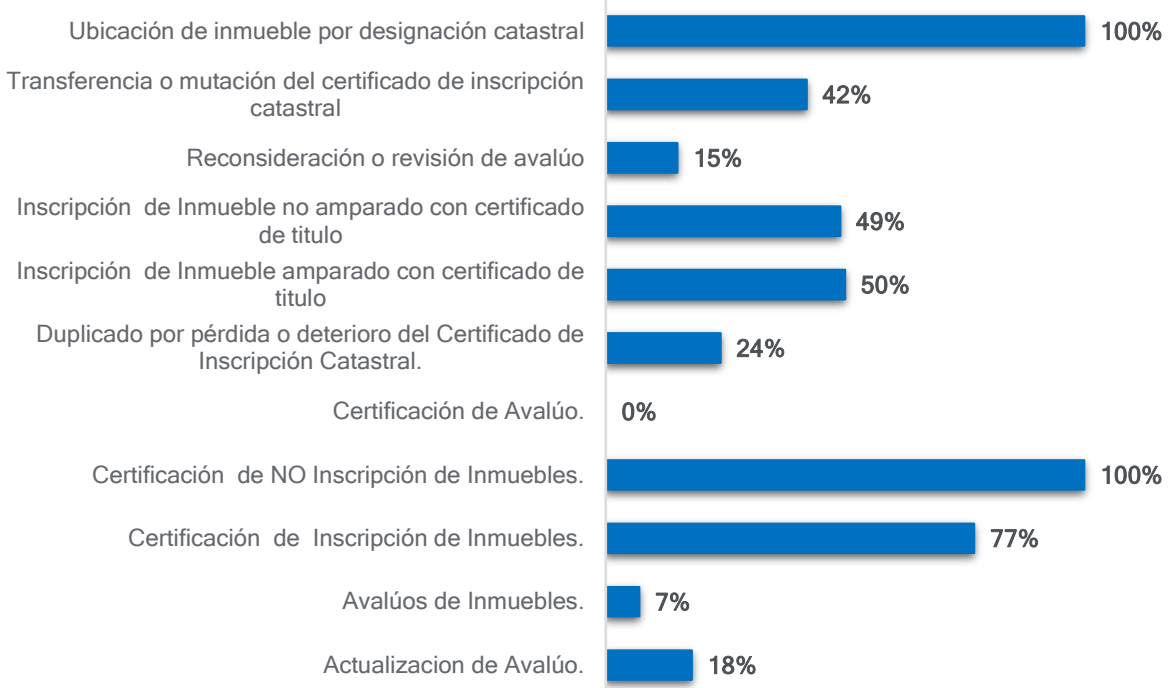 Ubicación de inmueble por designación catastral 100%
Transferencia o mutación del certificado de inscripción
catastral 42%
Reconsideración o revisión de avalúo 15%
Inscripción  de Inmueble no amparado con certificado
de titulo 49%
Inscripción  de Inmueble amparado con certificado de
titulo 50%
Duplicado por pérdida o deterioro del Certificado de
Inscripción Catastral. 24%
Certificación de Avalúo. 0%
Certificación  de NO Inscripción de Inmuebles. 100%
Certificación  de  Inscripción de Inmuebles. 77%
Avalúos de Inmuebles. 7%
Actualizacion de Avalúo. 18%